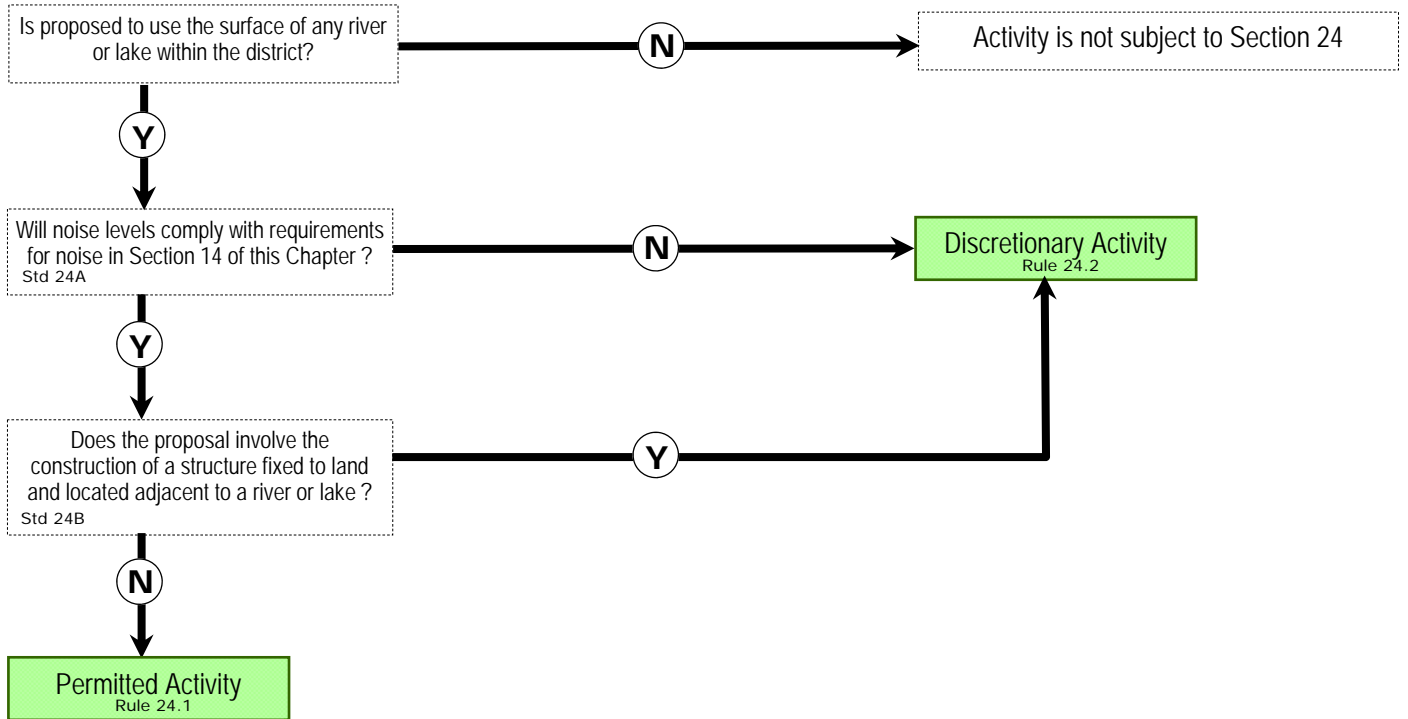 Is proposed to use the surface of any river
or lake within the district?
N
Activity is not subject to Section 24
Y
Will noise levels comply with requirements
for noise in Section 14 of this Chapter ?
Std 24A
N
Discretionary Activity
Rule 24.2
Y
Does the proposal involve the
construction of a structure fixed to land
and located adjacent to a river or lake ?
Std 24B
Y
N
Permitted Activity
Rule 24.1